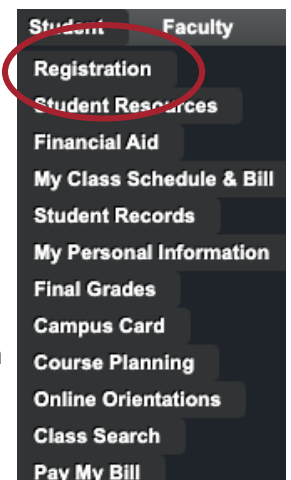 Student Faculty
Registration
Student Resources
Financial Aid
My Class Schedule & Bill
Student Records
My Personal Information
Final Grades
Campus Card
Course Planning
Online Orientations
Class Search
Pay My Bill